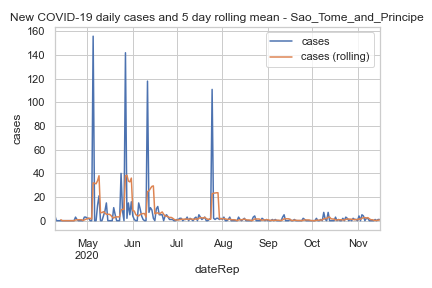 New COVID-19 daily cases and 5 day rolling mean - Sao_Tome_and_Principe
160
140
120
100
80
60
40
20
0
cases
cases
cases (rolling)
May Jun Jul Aug Sep Oct Nov
2020
dateRep